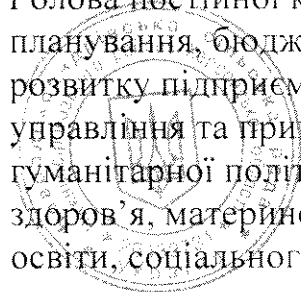 Голова постійної к
планування, бюдж
розвитку підприєм
управління та при
гуманітарної політ
здоров’я, материнс
освіти, соціальног